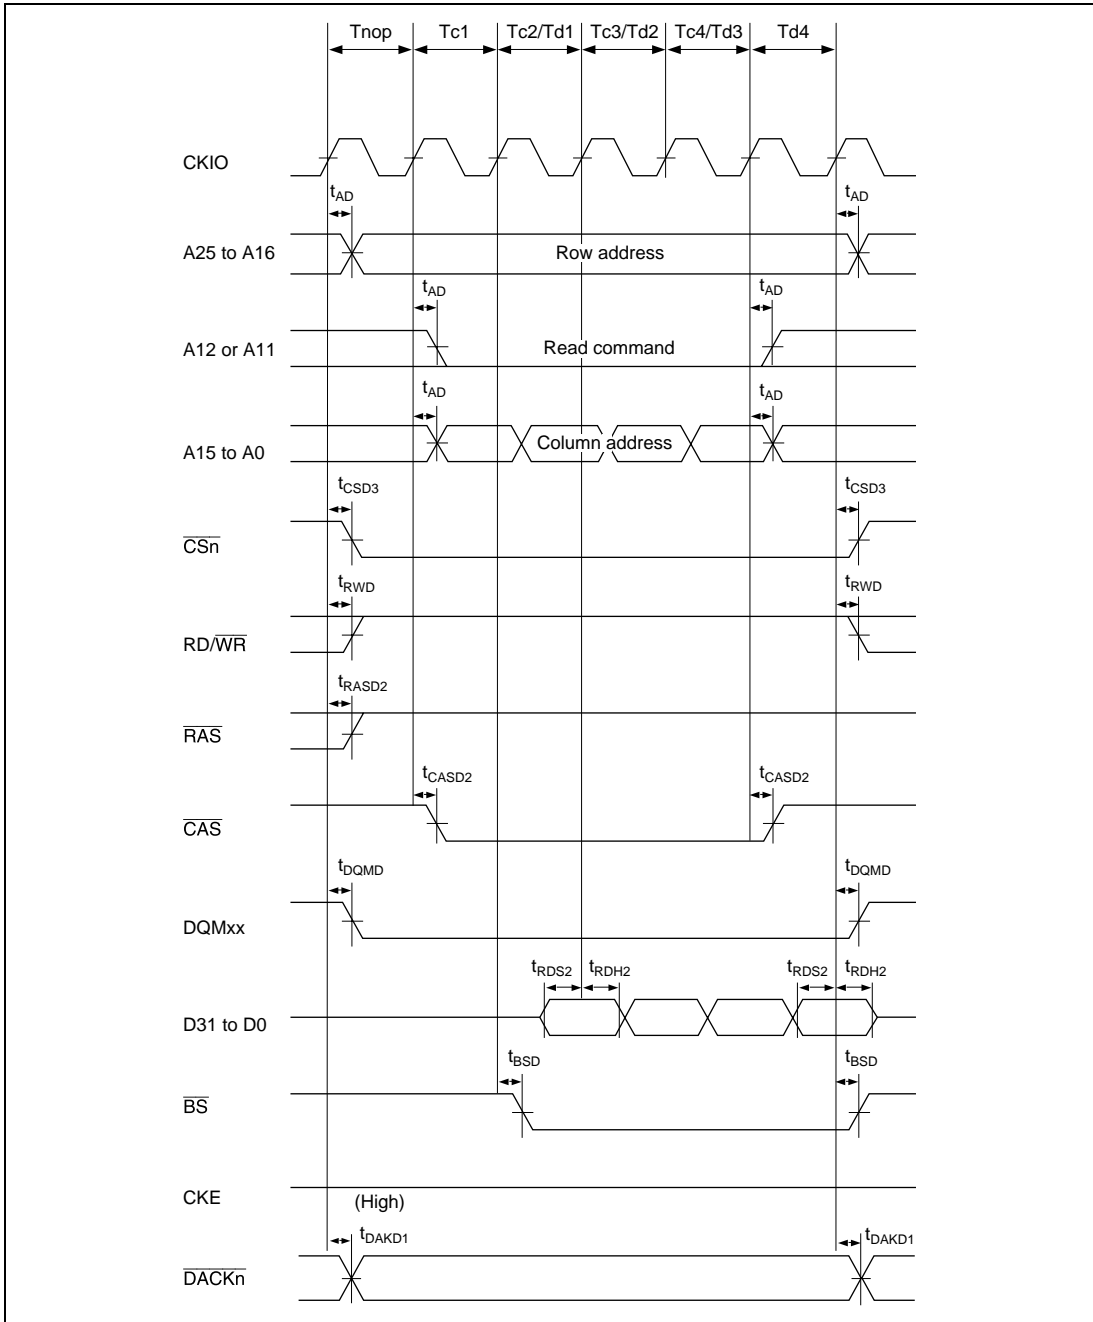 Tnop Tc1 Tc2/Td1 Tc3/Td2 Tc4/Td3 Td4
CKIO
tAD tAD
A25 to A16 Row address
tAD tAD
A12 or A11 Read command
tAD tAD
A15 to A0 Column address
tCSD3 tCSD3
CSn
tRWD tRWD
RD/WR
tRASD2
RAS
tCASD2 tCASD2
CAS
tDQMD tDQMD
DQMxx
tRDS2 tRDH2 tRDS2 tRDH2
D31 to D0
tBSD tBSD
BS
CKE (High)
tDAKD1 tDAKD1
DACKn